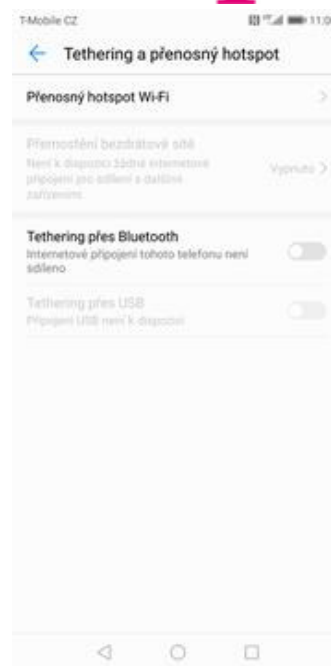 T-Mobile CZ 11:0
Tethering a přenosný hotspot
Přenosný hotspot Wi-Fi
Přemostění bezdrátové sítě
Není k dispozici žádné internetové
připojení pro sdílení s dalšími
zařízeními
Vypnuto
Tethering přes Bluetooth
Internetové připojení tohoto telefonu není
sdíleno
Tethering přes USB
Připojení USB není k dispozici